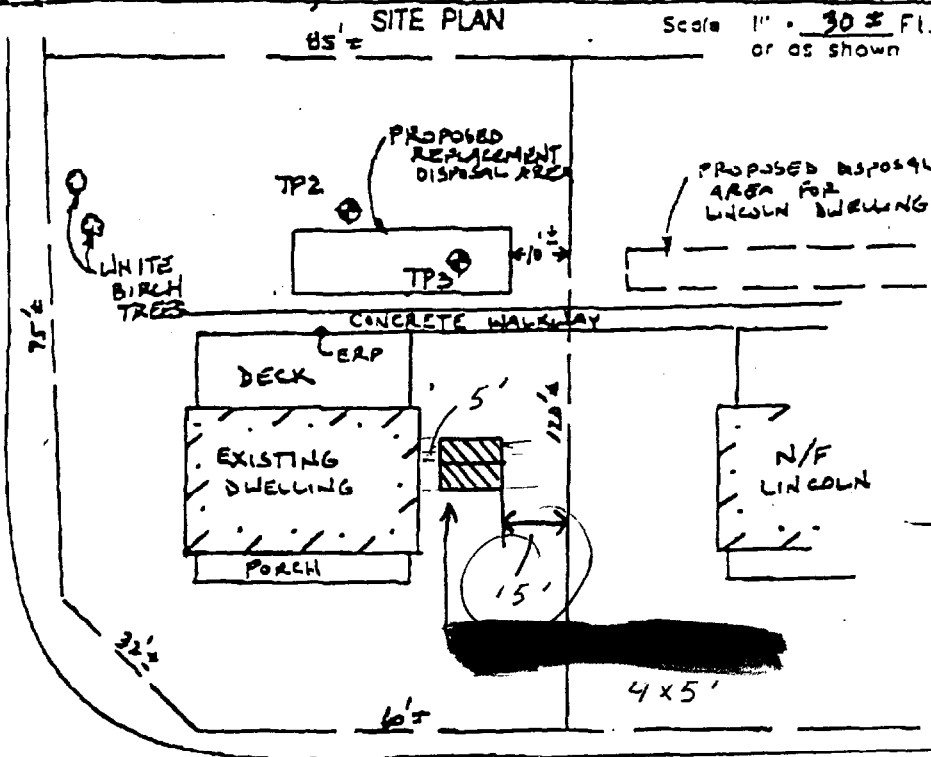 SITE PLAN
Scale 1" = 30 ± Ft.
or as shown
85'±
PROPOSED
REPLACEMENT
DISPOSAL AREA
TP2
PROPOSED DISPOSAL
AREA FOR
LINCOLN DWELLING
10'±
TP3
WHITE
BIRCH
TREES
95'±
CONCRETE WALKWAY
ERP
DECK
5'
120'±
EXISTING
DWELLING
N/F
LINCOLN
PORCH
15'
32'±
4 x 5'
60'±